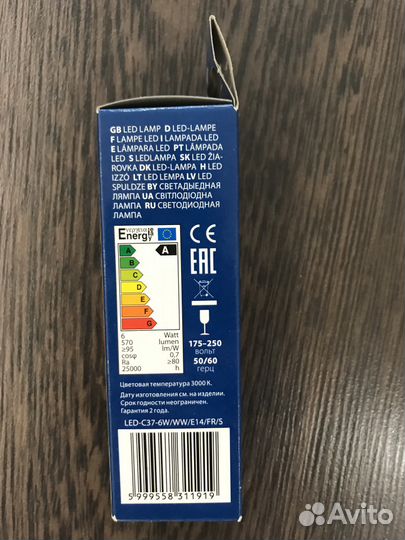 GB LED LAMP D LED-LAMPE
F LAMPE LED I LAMPADA LED
E LÁMPARA LED PT LÂMPADA
LED S LEDLAMPA SK LED ŽIA-
ROVKA DK LED-LAMPA H LED
IZZÓ LT LED LEMPA LV LED
SPULDZE BY СВЕТАДЫЕДНАЯ
ЛЯМПА UA СВІТЛОДІОДНА
ЛАМПА RU СВЕТОДИОДНАЯ
ЛАМПА
Energy
A A
B
C
D
E
F
G
6 Watt
570 lumen
≥95 lm/W
cosφ 0,7
Ra ≥80
25000 h
CE
EAC
175–250
вольт
50/60
герц
Цветовая температура 3000 K.
Дата изготовления см. на изделии.
Срок годности неограничен.
Гарантия 2 года.
LED-C37-6W/WW/E14/FR/S
5 999558 311919
Avito